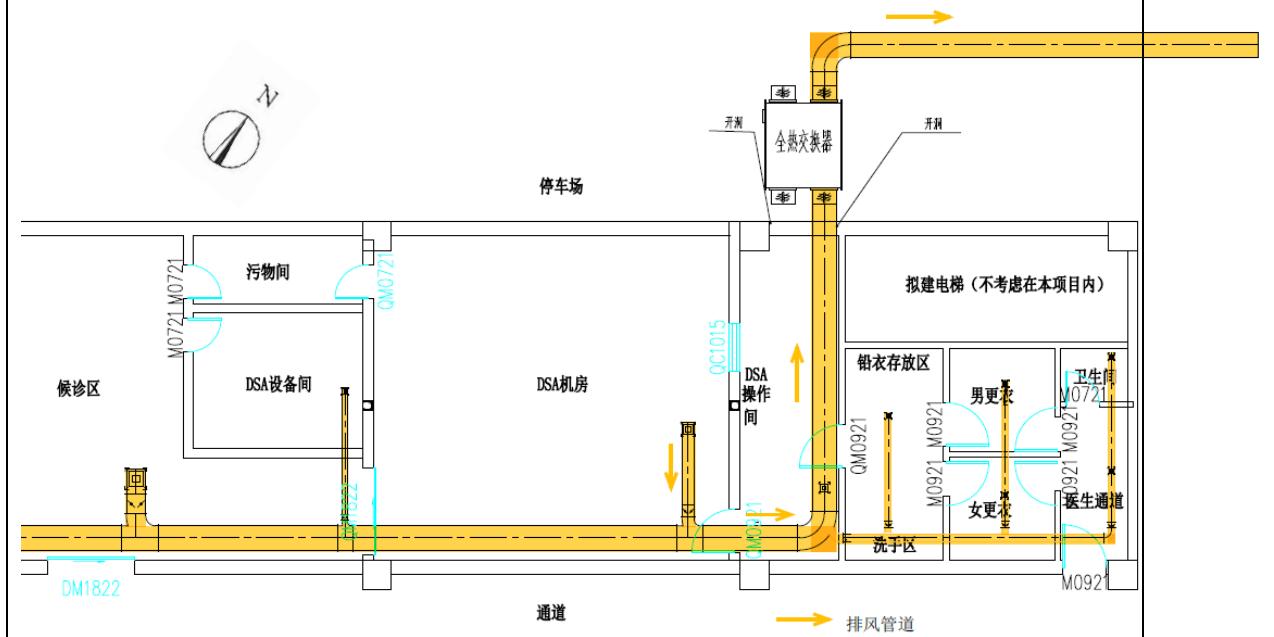 N
开洞
全热交换器
开洞
停车场
污物间
M0721
QM0721
拟建电梯（不考虑在本项目内）
M0721
QC1015
候诊区
DSA设备间
DSA机房
DSA
操作
间
铅衣存放区
男更衣
卫生间
M0721
QM0921
M0921
M0921
M0921
M0921
女更衣
医生通道
QM0921
洗手区
DM1822
M0921
通道
排风管道